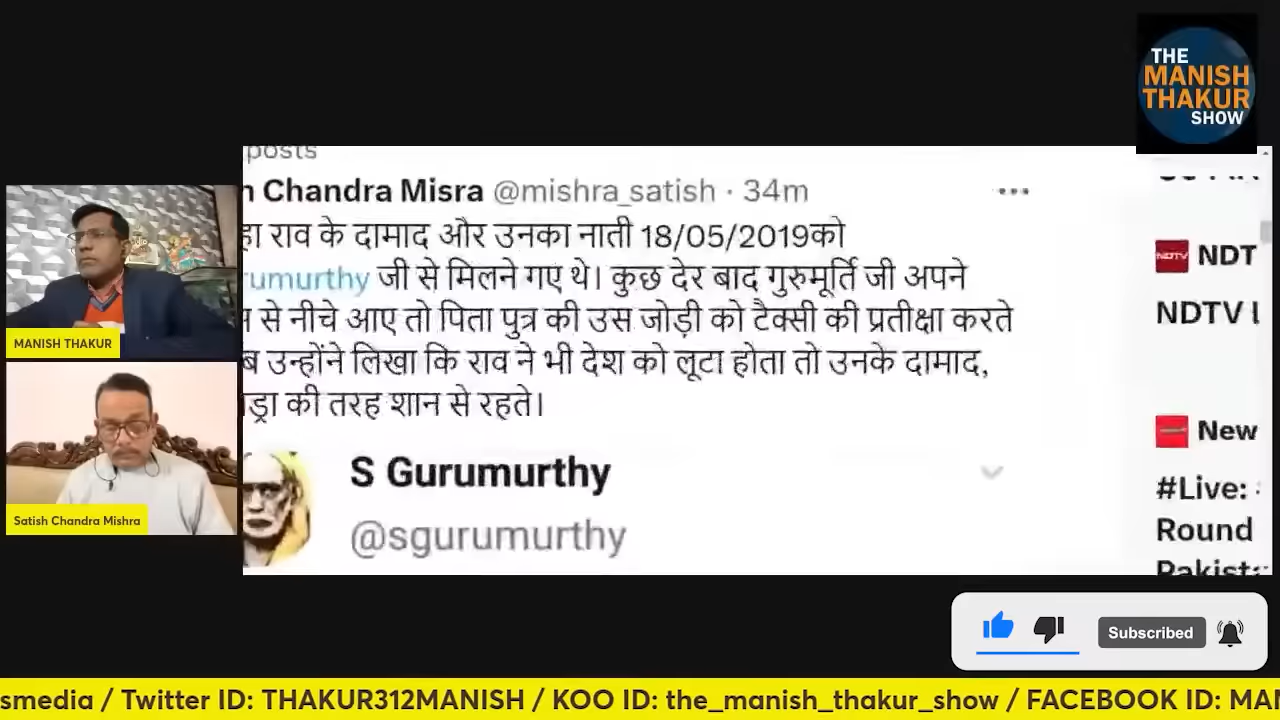 THE
MANISH
THAKUR
SHOW
posts
Chandra Misra @mishra_satish · 34m
राव के दामाद और उनका नाती 18/05/2019को
rumurthy जी से मिलने गए थे। कुछ देर बाद गुरुमूर्ति जी अपने
से नीचे आए तो पिता पुत्र की उस जोड़ी को टैक्सी की प्रतीक्षा करते
उन्होंने लिखा कि राव ने भी देश को लूटा होता तो उनके दामाद,
की तरह शान से रहते।
S Gurumurthy
@sgurumurthy
NDTV
NDT
NDTV
New
#Live:
Round
MANISH THAKUR
Satish Chandra Mishra
Subscribed
smedia / Twitter ID: THAKUR312MANISH / KOO ID: the_manish_thakur_show / FACEBOOK ID: MA